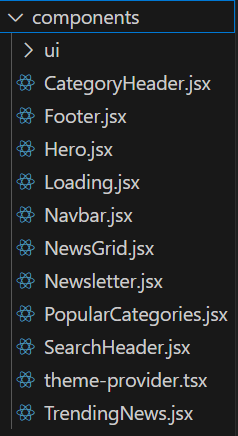 components
ui
CategoryHeader.jsx
Footer.jsx
Hero.jsx
Loading.jsx
Navbar.jsx
NewsGrid.jsx
Newsletter.jsx
PopularCategories.jsx
SearchHeader.jsx
theme-provider.tsx
TrendingNews.jsx